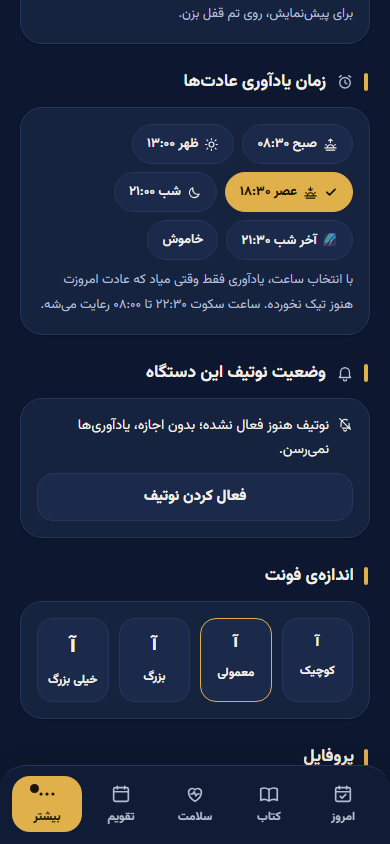 برای پیش‌نمایش، روی تم قفل بزن.
زمان یادآوری عادت‌ها
صبح ۰۸:۳۰
ظهر ۱۳:۰۰
عصر ۱۸:۳۰
شب ۲۱:۰۰
آخر شب ۲۱:۳۰
خاموش
با انتخاب ساعت، یادآوری فقط وقتی میاد که عادت امروزت
هنوز تیک نخورده. ساعت سکوت ۲۲:۳۰ تا ۰۸:۰۰ رعایت می‌شه.
وضعیت نوتیف این دستگاه
نوتیف هنوز فعال نشده؛ بدون اجازه، یادآوری‌ها
نمی‌رسن.
فعال کردن نوتیف
اندازه‌ی فونت
آ
کوچیک
آ
معمولی
آ
بزرگ
آ
خیلی بزرگ
پروفایل
امروز
کتاب
سلامت
تقویم
بیشتر